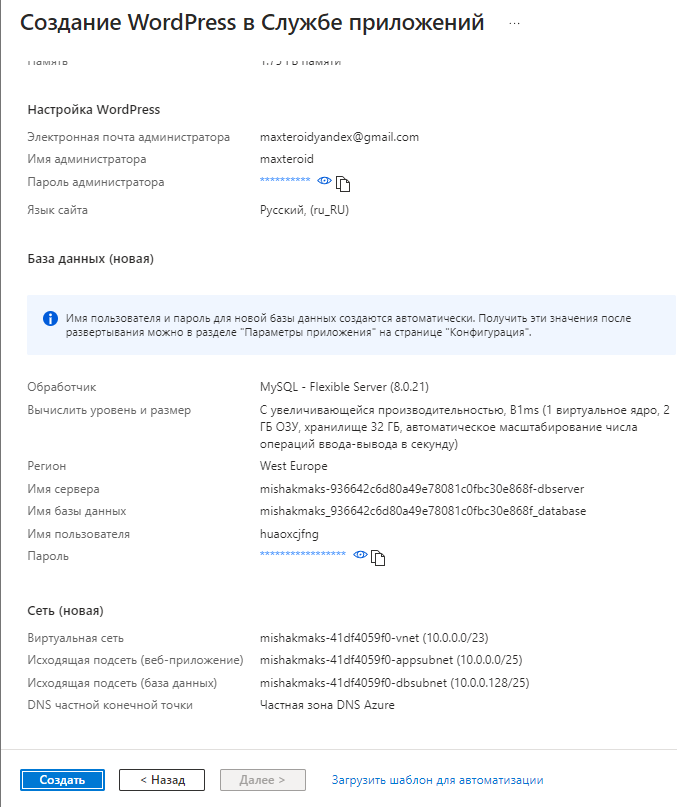 Создание WordPress в Службе приложений ...
Память 1.75 ГБ памяти
Настройка WordPress
Электронная почта администратора maxteroidyandex@gmail.com
Имя администратора maxteroid
Пароль администратора **********
Язык сайта Русский, (ru_RU)
База данных (новая)
Имя пользователя и пароль для новой базы данных создаются автоматически. Получить эти значения после
развертывания можно в разделе "Параметры приложения" на странице "Конфигурация".
Обработчик MySQL - Flexible Server (8.0.21)
Вычислить уровень и размер С увеличивающейся производительностью, B1ms (1 виртуальное ядро, 2
ГБ ОЗУ, хранилище 32 ГБ, автоматическое масштабирование числа
операций ввода-вывода в секунду)
Регион West Europe
Имя сервера mishakmaks-936642c6d80a49e78081c0fbc30e868f-dbserver
Имя базы данных mishakmaks_936642c6d80a49e78081c0fbc30e868f_database
Имя пользователя huaoxcjfng
Пароль *****************
Сеть (новая)
Виртуальная сеть mishakmaks-41df4059f0-vnet (10.0.0.0/23)
Исходящая подсеть (веб-приложение) mishakmaks-41df4059f0-appsubnet (10.0.0.0/25)
Исходящая подсеть (база данных) mishakmaks-41df4059f0-dbsubnet (10.0.0.128/25)
DNS частной конечной точки Частная зона DNS Azure
Создать < Назад Далее > Загрузить шаблон для автоматизации